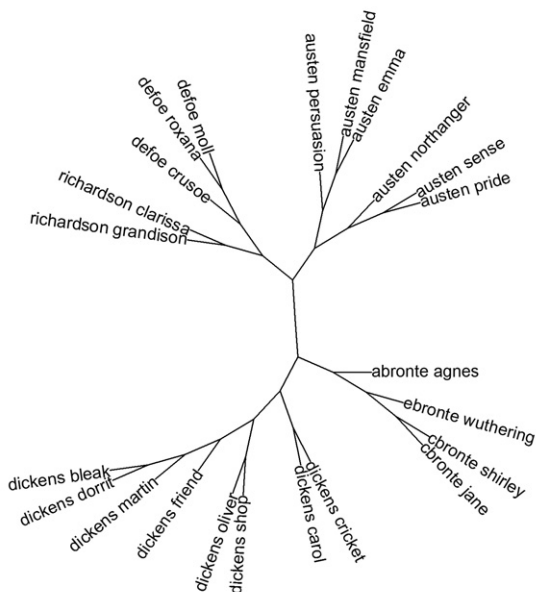 defoe moll
defoe roxana
defoe crusoe
richardson clarissa
richardson grandison
austen persuasion
austen mansfield
austen emma
austen northanger
austen sense
austen pride
abronte agnes
ebronte wuthering
cbronte shirley
cbronte jane
dickens cricket
dickens carol
dickens shop
dickens oliver
dickens friend
dickens martin
dickens dorrit
dickens bleak